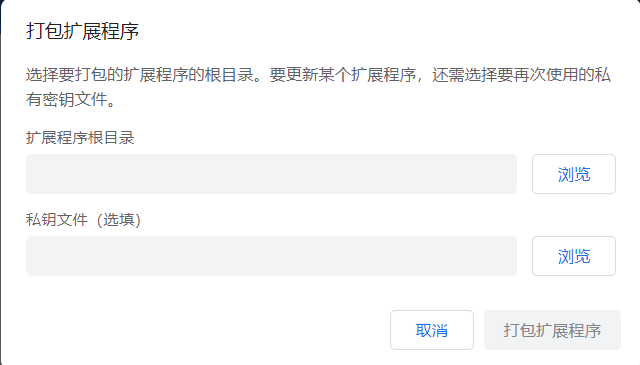 打包扩展程序
选择要打包的扩展程序的根目录。要更新某个扩展程序，还需选择要再次使用的私
有密钥文件。
扩展程序根目录
浏览
私钥文件（选填）
浏览
取消
打包扩展程序